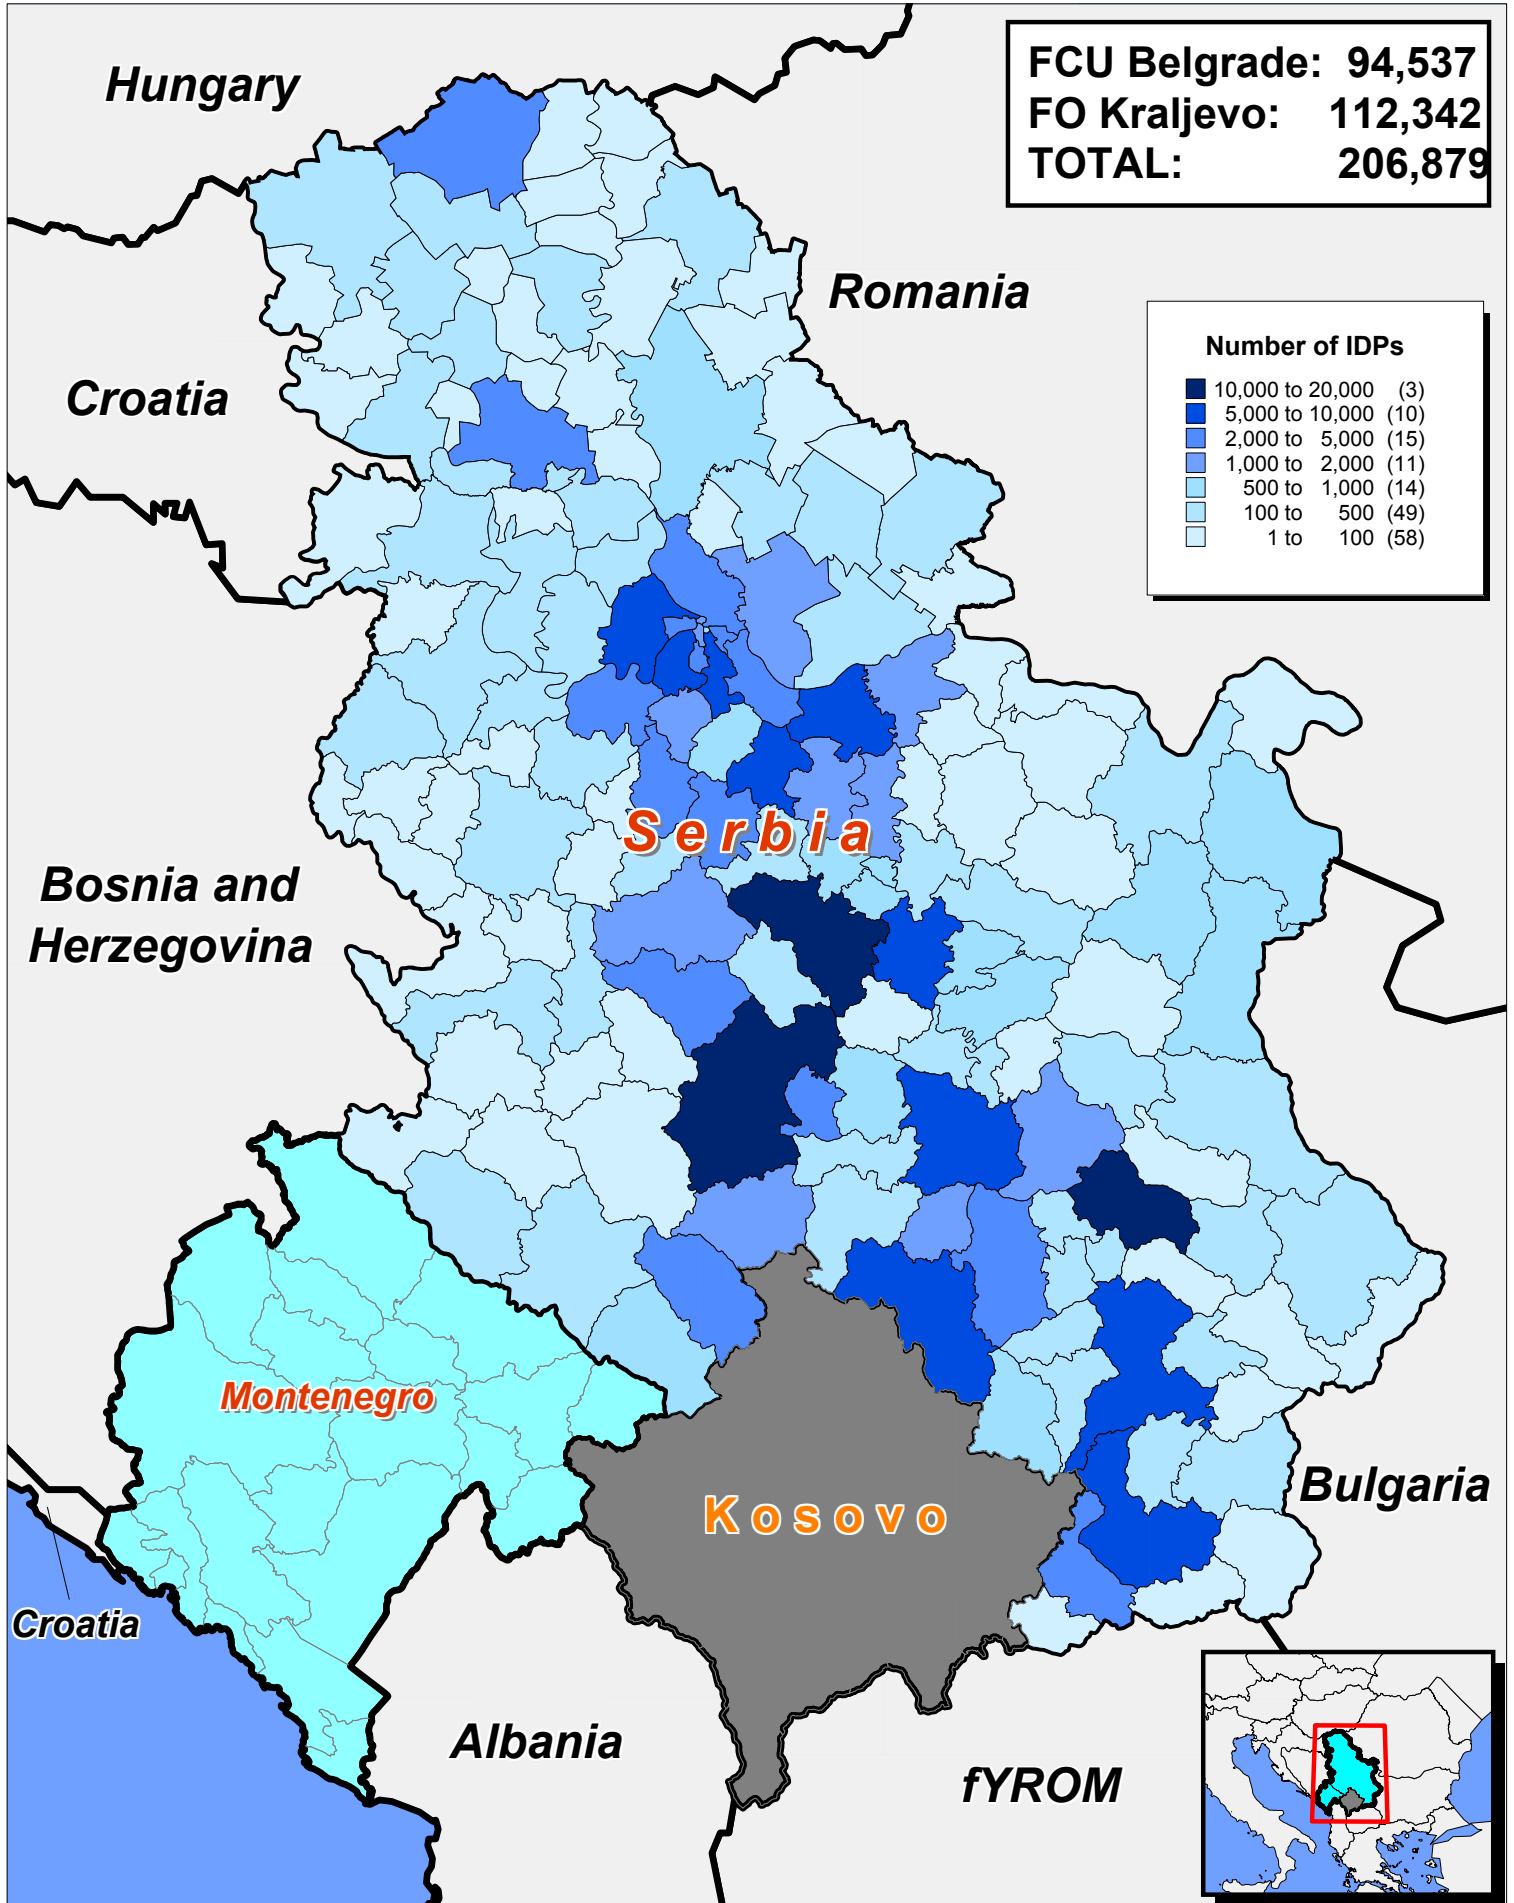 Hungary
FCU Belgrade: 94,537
FO Kraljevo: 112,342
TOTAL: 206,879
Romania
Croatia
Number of IDPs
10,000 to 20,000 (3)
5,000 to 10,000 (10)
2,000 to 5,000 (15)
1,000 to 2,000 (11)
500 to 1,000 (14)
100 to 500 (49)
1 to 100 (58)
Serbia
Bosnia and
Herzegovina
Montenegro
Kosovo
Bulgaria
Croatia
Albania
fYROM